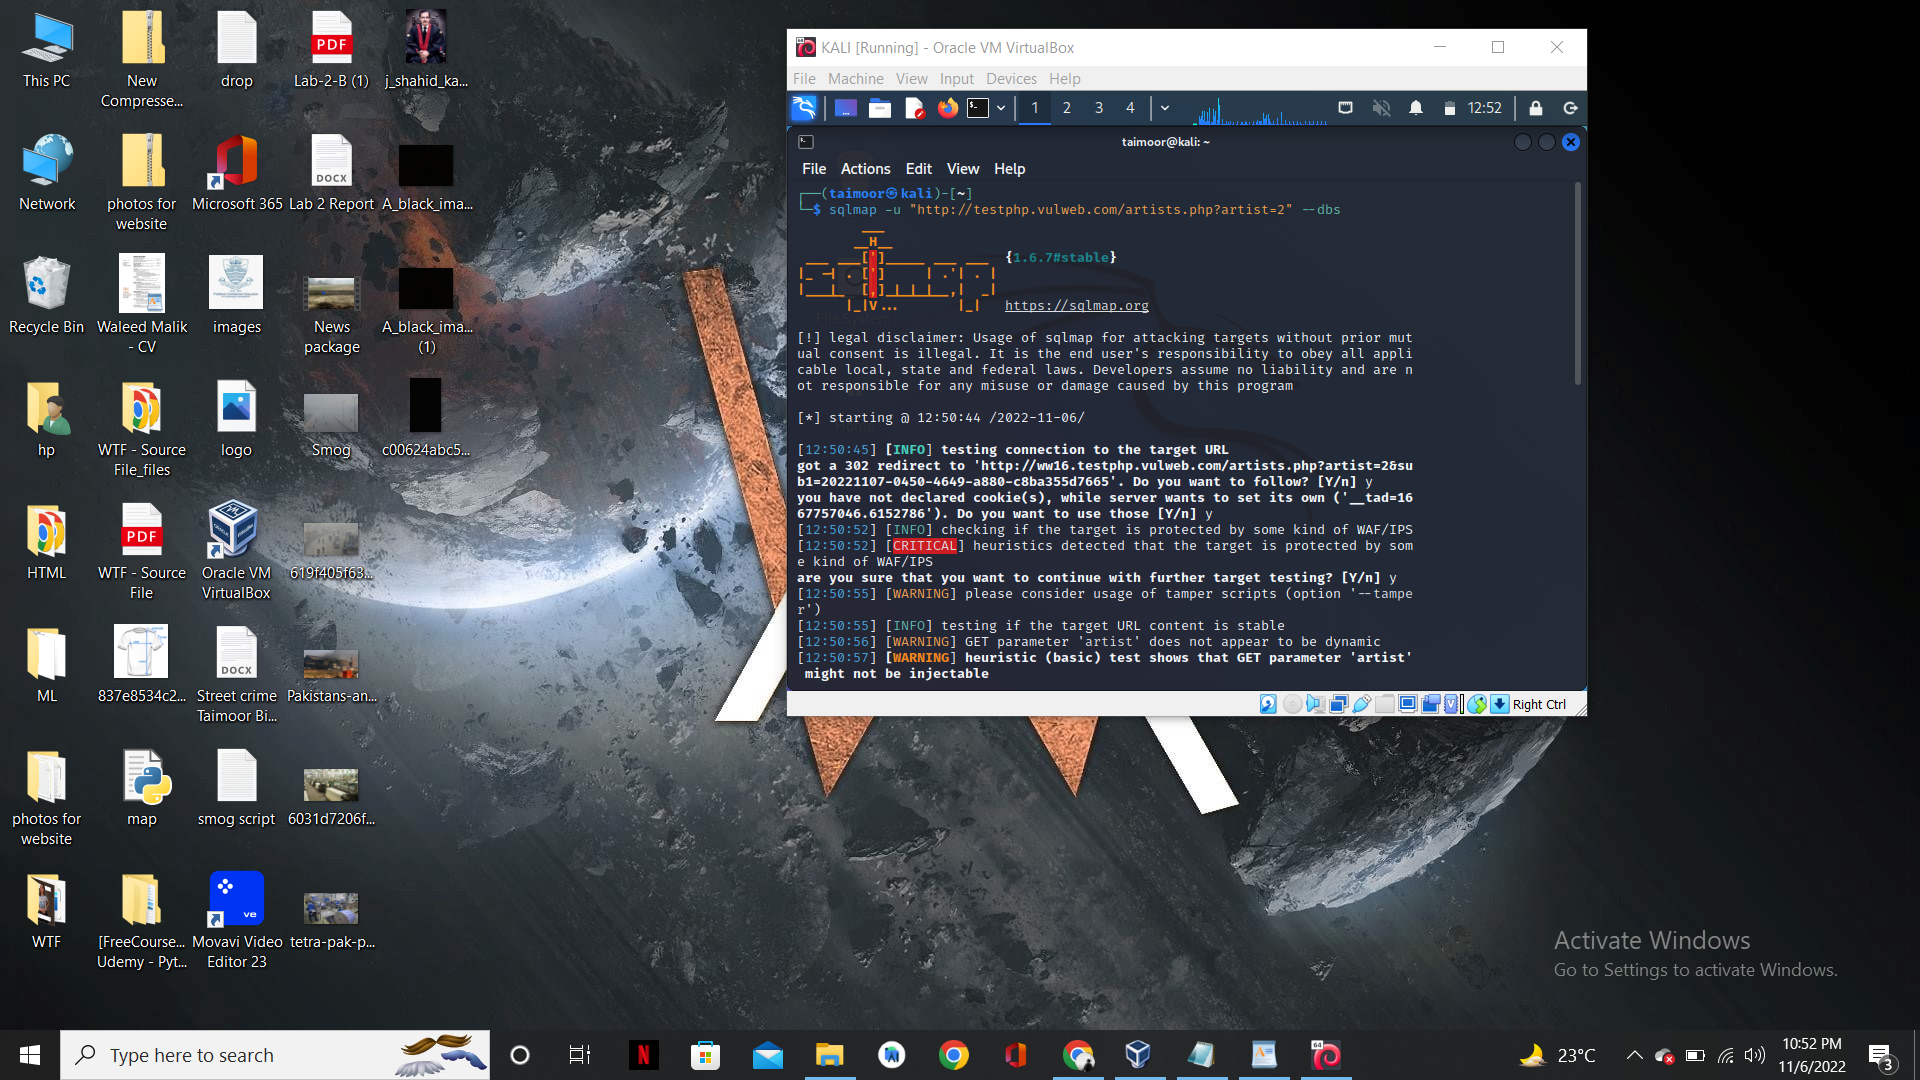 This PC
New
Compresse...
drop
PDF
Lab-2-B (1)
j_shahid_ka...
Network
photos for
website
Microsoft 365
DOCX
Lab 2 Report
A_black_ima...
Recycle Bin
Waleed Malik
- CV
images
News
package
A_black_ima...
(1)
hp
WTF - Source
File_files
logo
Smog
c00624abc5...
HTML
PDF
WTF - Source
File
Oracle VM
VirtualBox
619f405f63...
ML
837e8534c2...
DOCX
Street crime
Taimoor Bi...
Pakistans-an...
photos for
website
map
smog script
6031d7206f...
WTF
[FreeCourse...
Udemy - Pyt...
ve
Movavi Video
Editor 23
tetra-pak-p...
KALI [Running] - Oracle VM VirtualBox
File Machine View Input Devices Help
1 2 3 4 12:52
taimoor@kali: ~
File Actions Edit View Help
┌──(taimoor㉿kali)-[~]
└─$ sqlmap -u "http://testphp.vulweb.com/artists.php?artist=2" --dbs
{1.6.7#stable}
https://sqlmap.org
[!] legal disclaimer: Usage of sqlmap for attacking targets without prior mut
ual consent is illegal. It is the end user's responsibility to obey all appli
cable local, state and federal laws. Developers assume no liability and are n
ot responsible for any misuse or damage caused by this program
[*] starting @ 12:50:44 /2022-11-06/
[12:50:45] [INFO] testing connection to the target URL
got a 302 redirect to 'http://ww16.testphp.vulweb.com/artists.php?artist=2&su
b1=20221107-0450-4649-a880-c8ba355d7665'. Do you want to follow? [Y/n] y
you have not declared cookie(s), while server wants to set its own ('__tad=16
67757046.6152786'). Do you want to use those [Y/n] y
[12:50:52] [INFO] checking if the target is protected by some kind of WAF/IPS
[12:50:52] [CRITICAL] heuristics detected that the target is protected by som
e kind of WAF/IPS
are you sure that you want to continue with further target testing? [Y/n] y
[12:50:55] [WARNING] please consider usage of tamper scripts (option '--tampe
r')
[12:50:55] [INFO] testing if the target URL content is stable
[12:50:56] [WARNING] GET parameter 'artist' does not appear to be dynamic
[12:50:57] [WARNING] heuristic (basic) test shows that GET parameter 'artist'
might not be injectable
Right Ctrl
Activate Windows
Go to Settings to activate Windows.
Type here to search
23°C
10:52 PM
11/6/2022
3